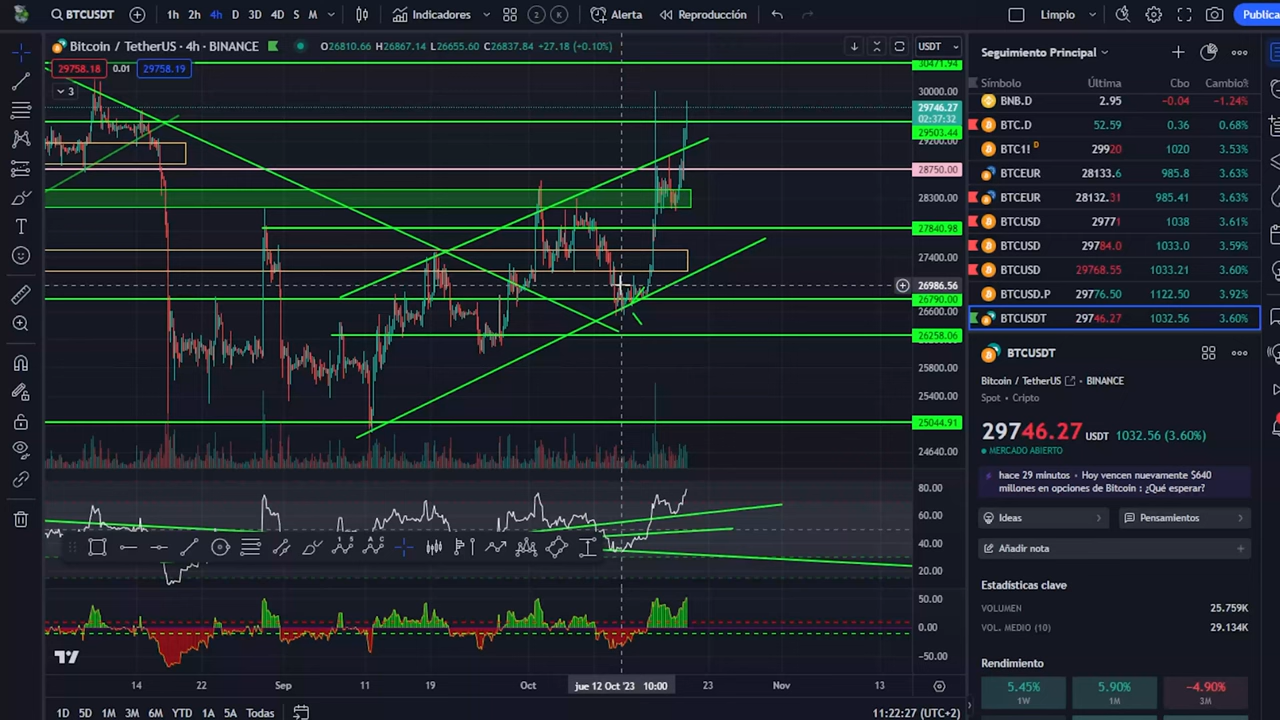 BTCUSDT 1h 2h 4h D 3D 4D S M Indicadores 2 K Alerta Reproducción Limpio Publica
Bitcoin / TetherUS · 4h · BINANCE O26810.66 H26867.14 L26655.60 C26837.84 +27.18 (+0.10%) USDT
29758.18 0.01 29758.19
3
30471.94
30000.00
29746.27
02:37:32
29503.44
29200.00
28750.00
28300.00
27840.98
27400.00
26986.56
26790.00
26600.00
26258.06
25800.00
25400.00
25044.91
24640.00
80.00
60.00
40.00
20.00
50.00
0.00
−50.00
14 22 Sep 11 19 Oct jue 12 Oct '23 10:00 23 Nov 13
1D 5D 1M 3M 6M YTD 1A 5A Todas 11:22:27 (UTC+2)
Seguimiento Principal
Símbolo Última Cbo Cambio%
BNB.D 2.95 −0.04 −1.24%
BTC.D 52.59 0.36 0.68%
BTC1! D 29920 1020 3.53%
BTCEUR 28133.6 985.8 3.63%
BTCEUR 28132.31 985.41 3.63%
BTCUSD 29771 1038 3.61%
BTCUSD 29784.0 1033.0 3.59%
BTCUSD 29768.55 1033.21 3.60%
BTCUSD.P 29776.50 1122.50 3.92%
BTCUSDT 29746.27 1032.56 3.60%
BTCUSDT
Bitcoin / TetherUS · BINANCE
Spot · Cripto
29746.27 USDT 1032.56 (3.60%)
MERCADO ABIERTO
hace 29 minutos · Hoy vencen nuevamente $640
millones en opciones de Bitcoin : ¿Qué esperar?
Ideas Pensamientos
Añadir nota
Estadísticas clave
VOLUMEN 25.759K
VOL. MEDIO (10) 29.134K
Rendimiento
5.45% 5.90% −4.90%
1W 1M 3M